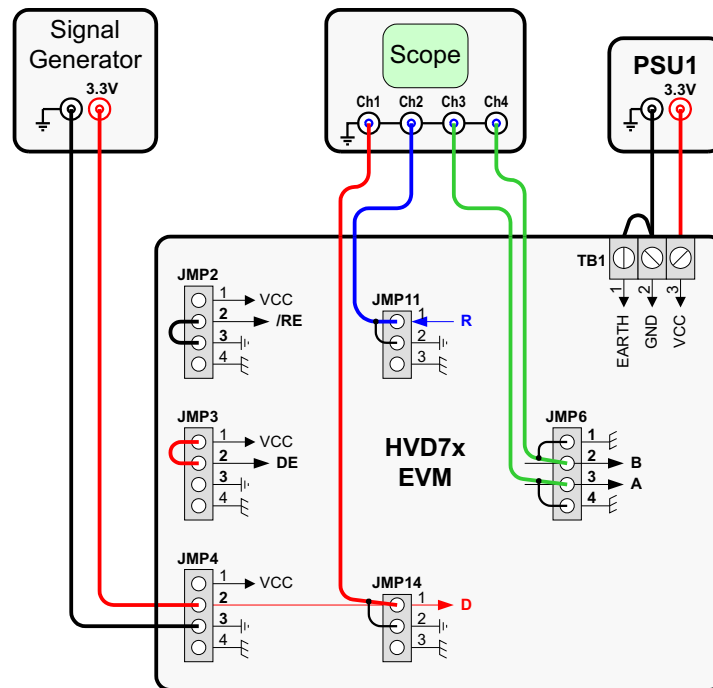 Signal
Generator
3.3V
Scope
Ch1 Ch2 Ch3 Ch4
PSU1
3.3V
TB1
1 2 3
EARTH
GND
VCC
JMP2
1 VCC
2 /RE
3
4
JMP11
1 R
2
3
JMP3
1 VCC
2 DE
3
4
HVD7x
EVM
JMP6
1
2 B
3 A
4
JMP4
1 VCC
2
3
4
JMP14
1 D
2
3